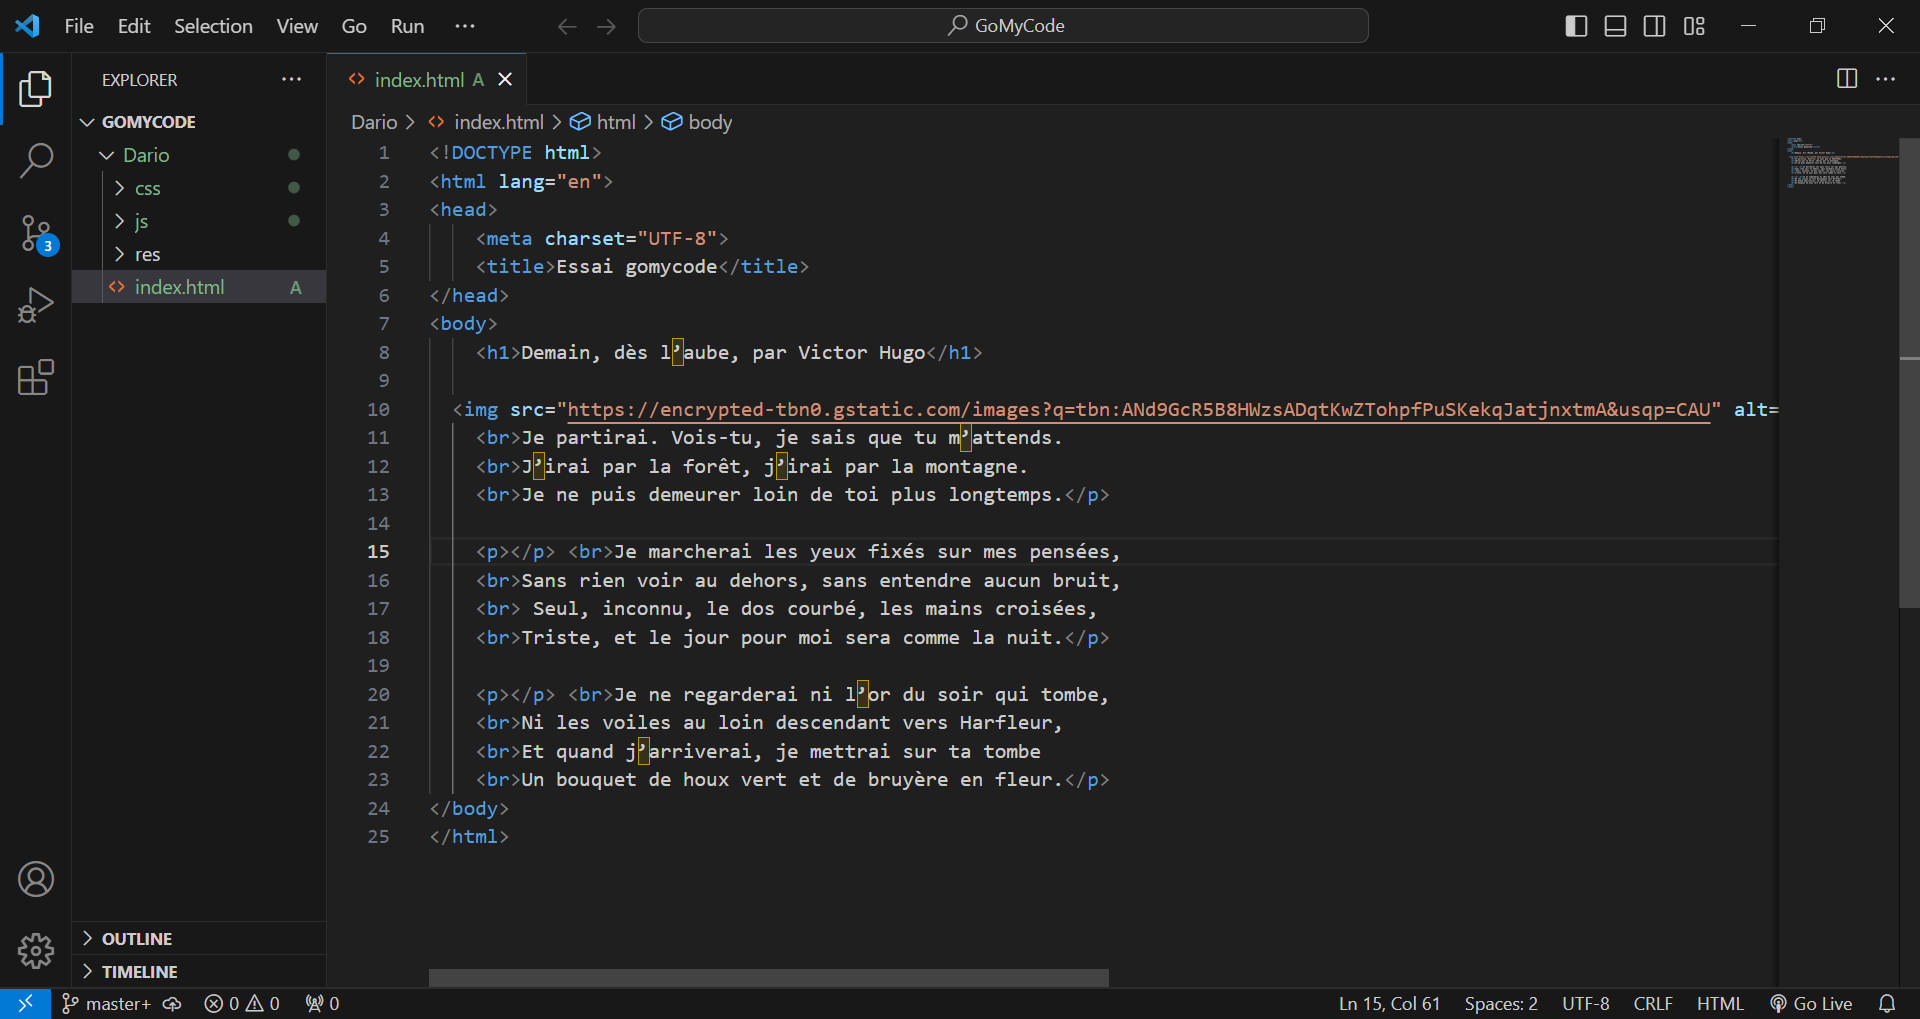 File Edit Selection View Go Run ··· GoMyCode
EXPLORER ···
index.html A
GOMYCODE
Dario > index.html > html > body
Dario
css
js
res
index.html A
3
1 <!DOCTYPE html>
2 <html lang="en">
3 <head>
4 <meta charset="UTF-8">
5 <title>Essai gomycode</title>
6 </head>
7 <body>
8 <h1>Demain, dès l’aube, par Victor Hugo</h1>
9
10 <img src="https://encrypted-tbn0.gstatic.com/images?q=tbn:ANd9GcR5B8HWzsADqtKwZTohpfPuSKekqJatjnxtmA&usqp=CAU" alt=
11 <br>Je partirai. Vois-tu, je sais que tu m’attends.
12 <br>J’irai par la forêt, j’irai par la montagne.
13 <br>Je ne puis demeurer loin de toi plus longtemps.</p>
14
15 <p></p> <br>Je marcherai les yeux fixés sur mes pensées,
16 <br>Sans rien voir au dehors, sans entendre aucun bruit,
17 <br> Seul, inconnu, le dos courbé, les mains croisées,
18 <br>Triste, et le jour pour moi sera comme la nuit.</p>
19
20 <p></p> <br>Je ne regarderai ni l’or du soir qui tombe,
21 <br>Ni les voiles au loin descendant vers Harfleur,
22 <br>Et quand j’arriverai, je mettrai sur ta tombe
23 <br>Un bouquet de houx vert et de bruyère en fleur.</p>
24 </body>
25 </html>
OUTLINE
TIMELINE
master+ 0 0 0 Ln 15, Col 61 Spaces: 2 UTF-8 CRLF HTML Go Live